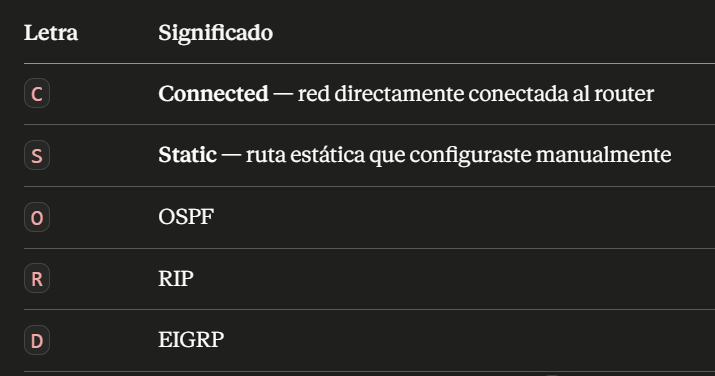 Letra Significado
C Connected — red directamente conectada al router
S Static — ruta estática que configuraste manualmente
O OSPF
R RIP
D EIGRP